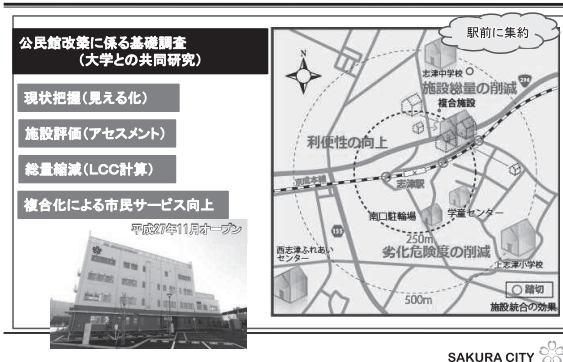 公民館改築に係る基礎調査
（大学との共同研究）
現状把握（見える化）
施設評価（アセスメント）
総量縮減（LCC計算）
複合化による市民サービス向上
平成27年11月オープン
駅前に集約
N
志津中学校
296
施設総量の削減
複合施設
利便性の向上
京成本線
志津駅
南口駐輪場
学童センター
155
250m
西志津ふれあい
センター
劣化危険度の削減
上志津小学校
500m
踏切
施設統合の効果
SAKURA CITY